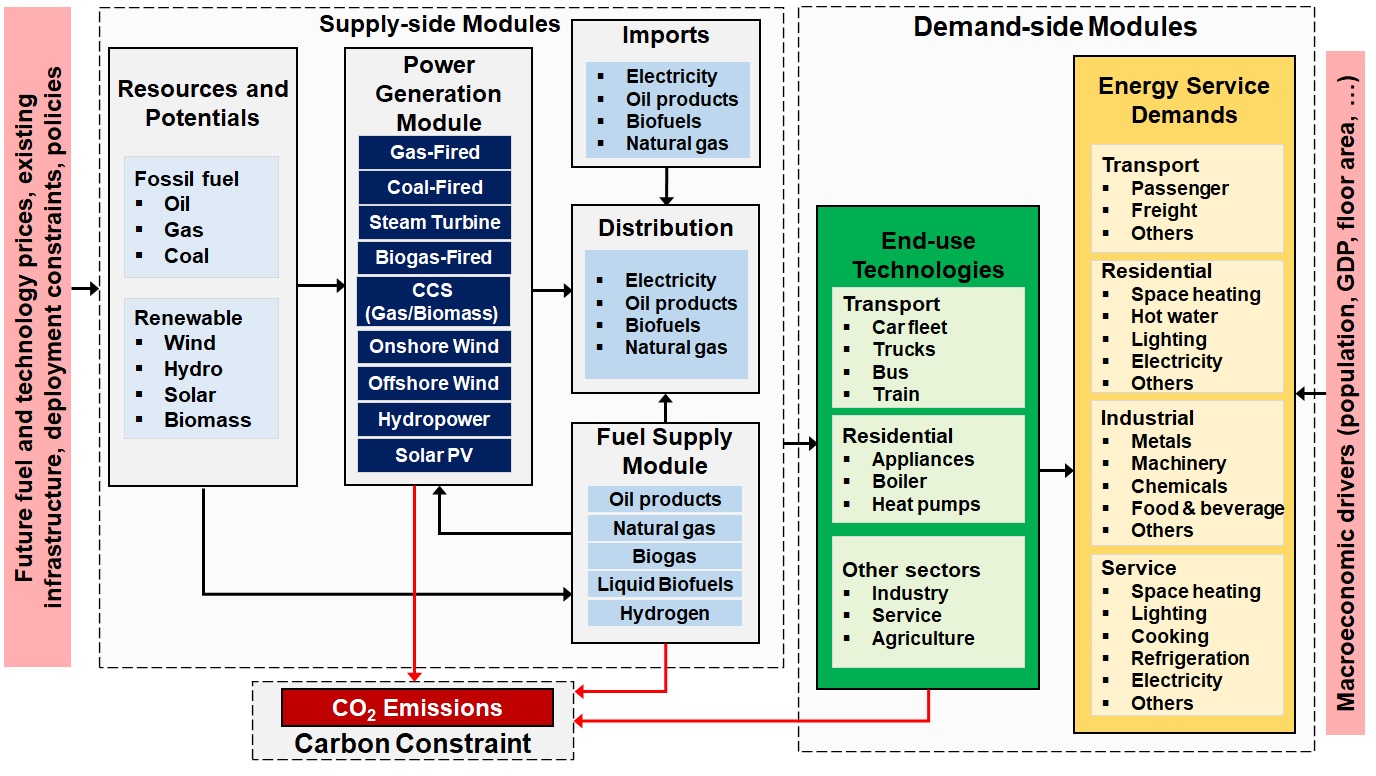 Future fuel and technology prices, existing
infrastructure, deployment constraints, policies
Supply-side Modules
Resources and
Potentials
Fossil fuel
▪ Oil
▪ Gas
▪ Coal
Renewable
▪ Wind
▪ Hydro
▪ Solar
▪ Biomass
Power
Generation
Module
Gas-Fired
Coal-Fired
Steam Turbine
Biogas-Fired
CCS
(Gas/Biomass)
Onshore Wind
Offshore Wind
Hydropower
Solar PV
Imports
▪ Electricity
▪ Oil products
▪ Biofuels
▪ Natural gas
Distribution
▪ Electricity
▪ Oil products
▪ Biofuels
▪ Natural gas
Fuel Supply
Module
Oil products
Natural gas
Biogas
Liquid Biofuels
Hydrogen
CO₂ Emissions
Carbon Constraint
Demand-side Modules
End-use
Technologies
Transport
▪ Car fleet
▪ Trucks
▪ Bus
▪ Train
Residential
▪ Appliances
▪ Boiler
▪ Heat pumps
Other sectors
▪ Industry
▪ Service
▪ Agriculture
Energy Service
Demands
Transport
▪ Passenger
▪ Freight
▪ Others
Residential
▪ Space heating
▪ Hot water
▪ Lighting
▪ Electricity
▪ Others
Industrial
▪ Metals
▪ Machinery
▪ Chemicals
▪ Food & beverage
▪ Others
Service
▪ Space heating
▪ Lighting
▪ Cooking
▪ Refrigeration
▪ Electricity
▪ Others
Macroeconomic drivers (population, GDP, floor area, …)